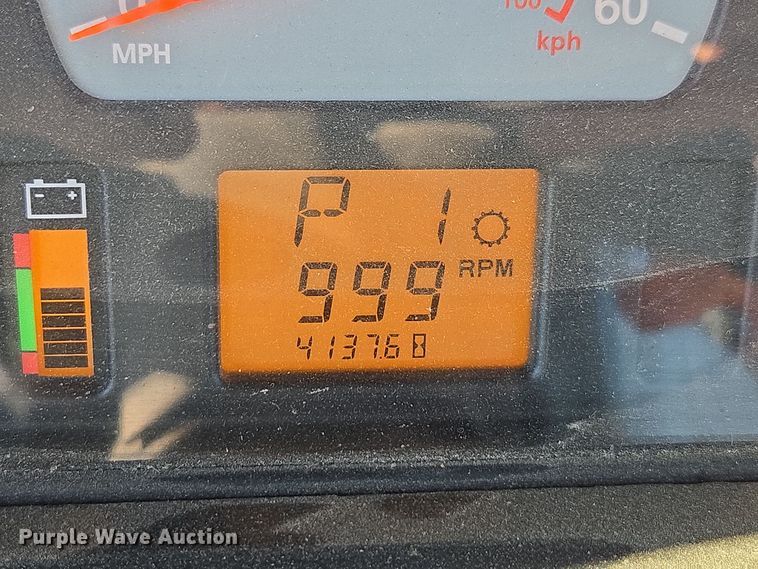 0 100 60
MPH kph
- +
P 1
999 RPM
4137.6
Purple Wave Auction